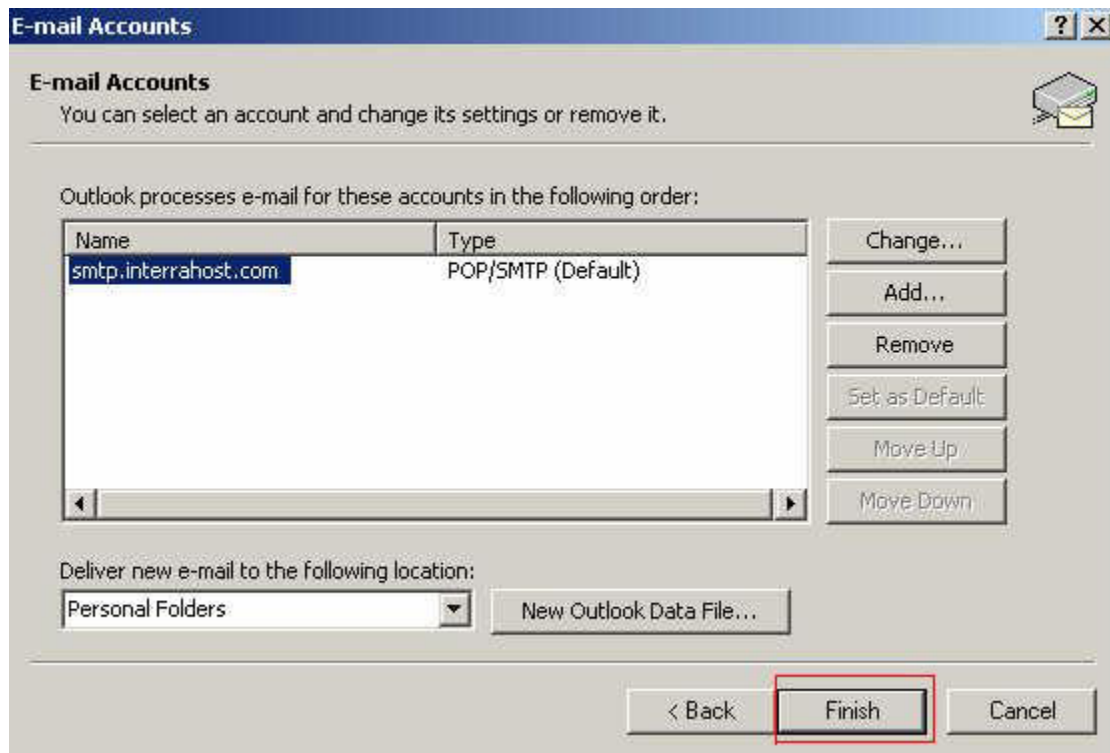 E-mail Accounts
E-mail Accounts
You can select an account and change its settings or remove it.
Outlook processes e-mail for these accounts in the following order:
Name Type
smtp.interrahost.com POP/SMTP (Default)
Change...
Add...
Remove
Set as Default
Move Up
Move Down
Deliver new e-mail to the following location:
Personal Folders
New Outlook Data File...
< Back Finish Cancel